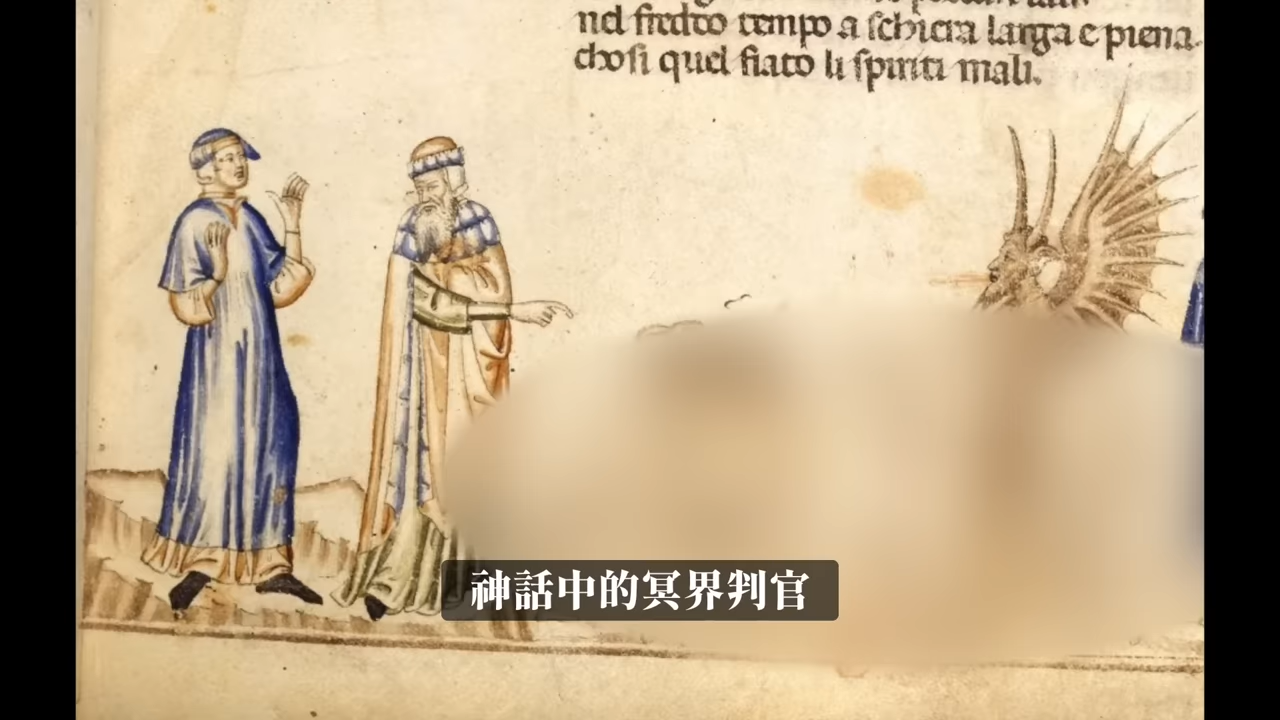 nel freddo tempo a schiera larga e piena.
chosi quel fiato li spiriti mali.
神話中的冥界判官